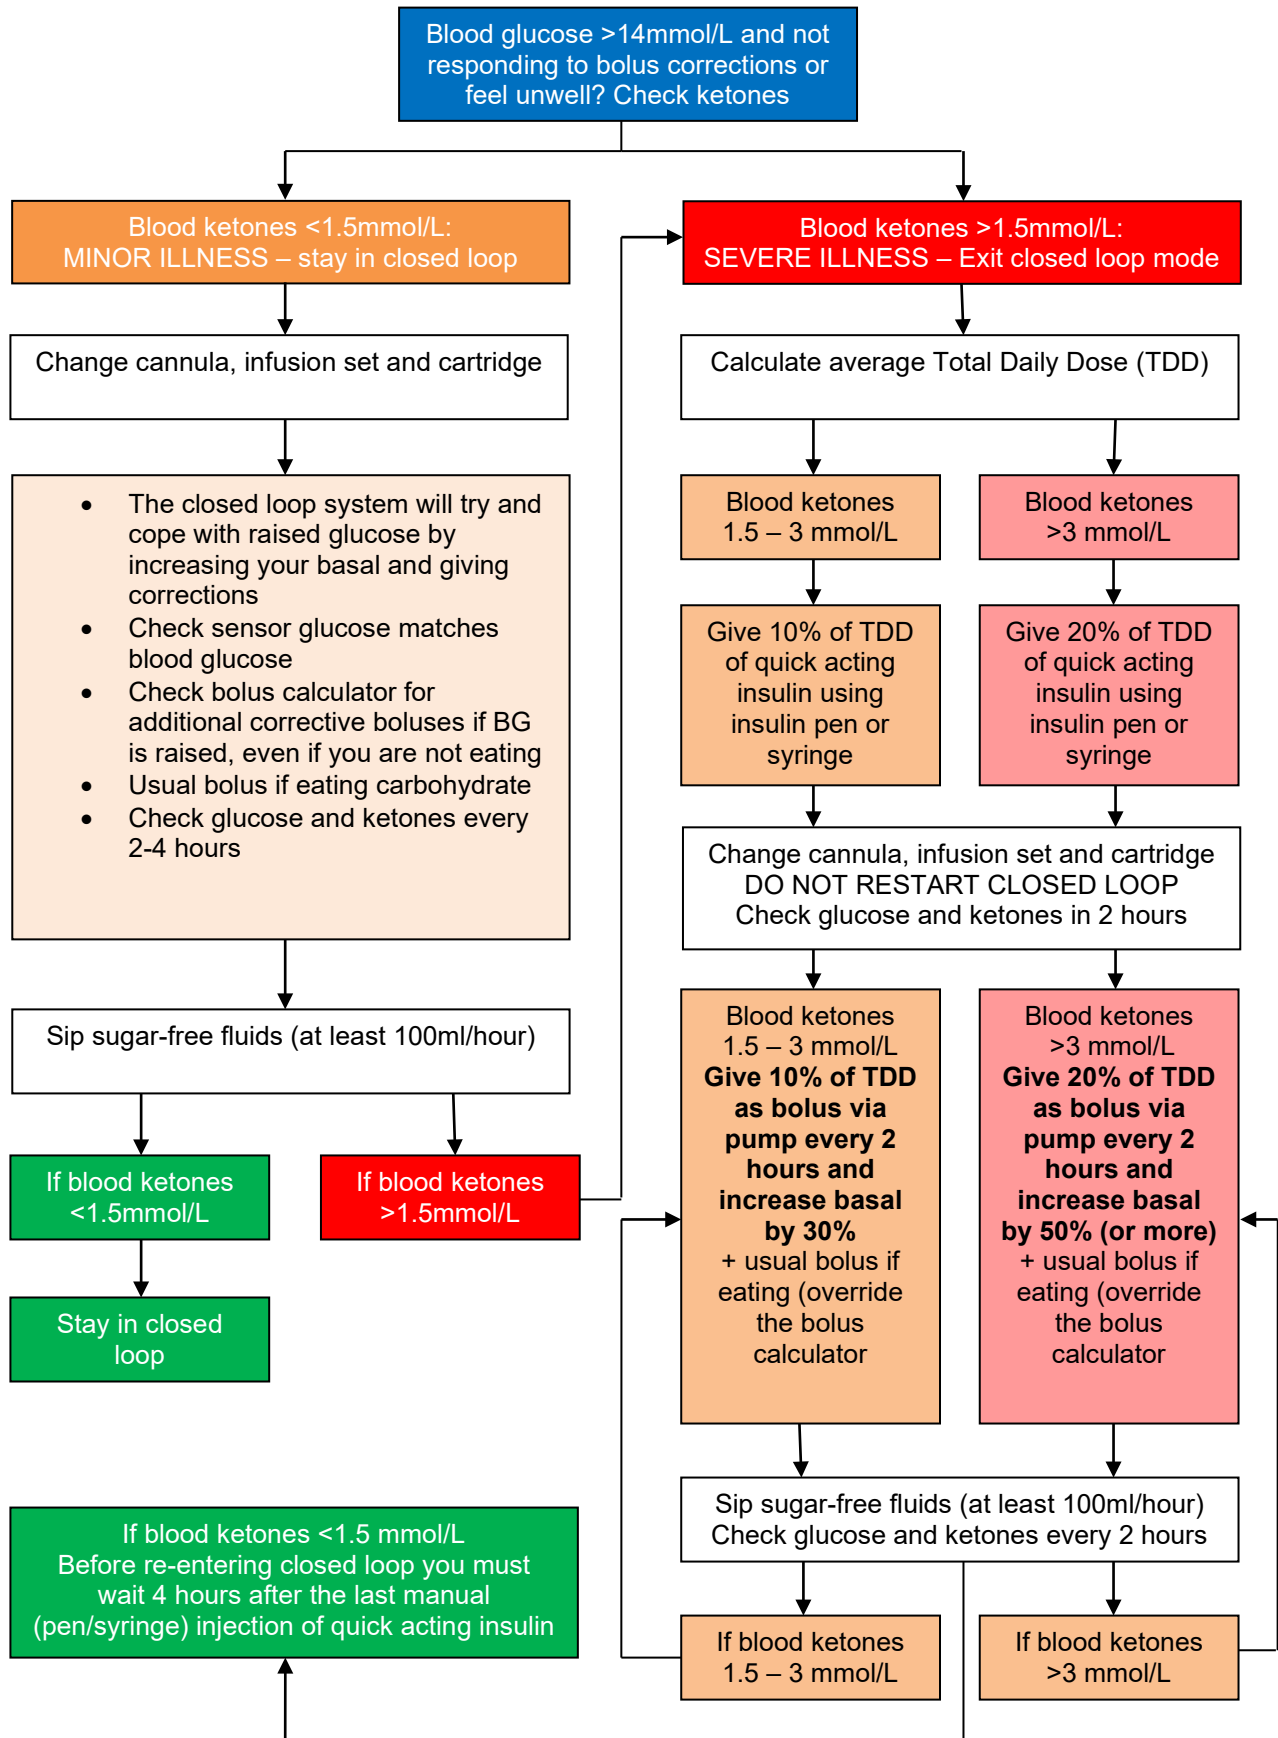 Blood glucose >14mmol/L and not
responding to bolus corrections or
feel unwell? Check ketones
Blood ketones <1.5mmol/L:
MINOR ILLNESS – stay in closed loop
Blood ketones >1.5mmol/L:
SEVERE ILLNESS – Exit closed loop mode
Change cannula, infusion set and cartridge
Calculate average Total Daily Dose (TDD)
• The closed loop system will try and
cope with raised glucose by
increasing your basal and giving
corrections
• Check sensor glucose matches
blood glucose
• Check bolus calculator for
additional corrective boluses if BG
is raised, even if you are not eating
• Usual bolus if eating carbohydrate
• Check glucose and ketones every
2-4 hours
Blood ketones
1.5 – 3 mmol/L
Blood ketones
>3 mmol/L
Give 10% of TDD
of quick acting
insulin using
insulin pen or
syringe
Give 20% of TDD
of quick acting
insulin using
insulin pen or
syringe
Change cannula, infusion set and cartridge
DO NOT RESTART CLOSED LOOP
Check glucose and ketones in 2 hours
Sip sugar-free fluids (at least 100ml/hour)
Blood ketones
1.5 – 3 mmol/L
Give 10% of TDD
as bolus via
pump every 2
hours and
increase basal
by 30%
+ usual bolus if
eating (override
the bolus
calculator
Blood ketones
>3 mmol/L
Give 20% of TDD
as bolus via
pump every 2
hours and
increase basal
by 50% (or more)
+ usual bolus if
eating (override
the bolus
calculator
If blood ketones
<1.5mmol/L
If blood ketones
>1.5mmol/L
Stay in closed
loop
Sip sugar-free fluids (at least 100ml/hour)
Check glucose and ketones every 2 hours
If blood ketones <1.5 mmol/L
Before re-entering closed loop you must
wait 4 hours after the last manual
(pen/syringe) injection of quick acting insulin
If blood ketones
1.5 – 3 mmol/L
If blood ketones
>3 mmol/L